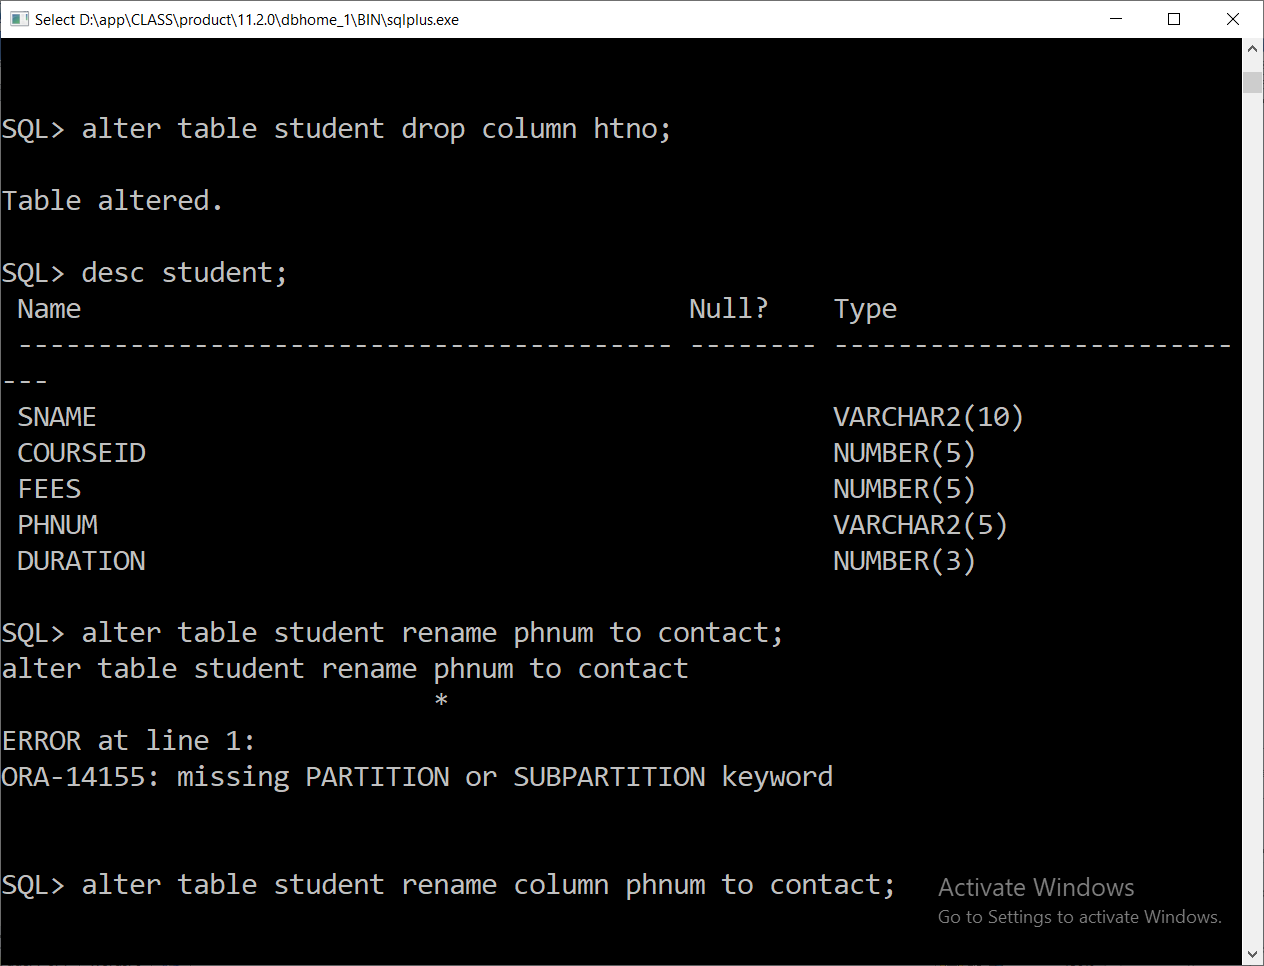 Select D:\app\CLASS\product\11.2.0\dbhome_1\BIN\sqlplus.exe
SQL> alter table student drop column htno;
Table altered.
SQL> desc student;
 Name                                      Null?    Type
 ----------------------------------------- -------- -------------------------
---
 SNAME                                              VARCHAR2(10)
 COURSEID                                           NUMBER(5)
 FEES                                               NUMBER(5)
 PHNUM                                              VARCHAR2(5)
 DURATION                                           NUMBER(3)
SQL> alter table student rename phnum to contact;
alter table student rename phnum to contact
                           *
ERROR at line 1:
ORA-14155: missing PARTITION or SUBPARTITION keyword
SQL> alter table student rename column phnum to contact;
Activate Windows
Go to Settings to activate Windows.